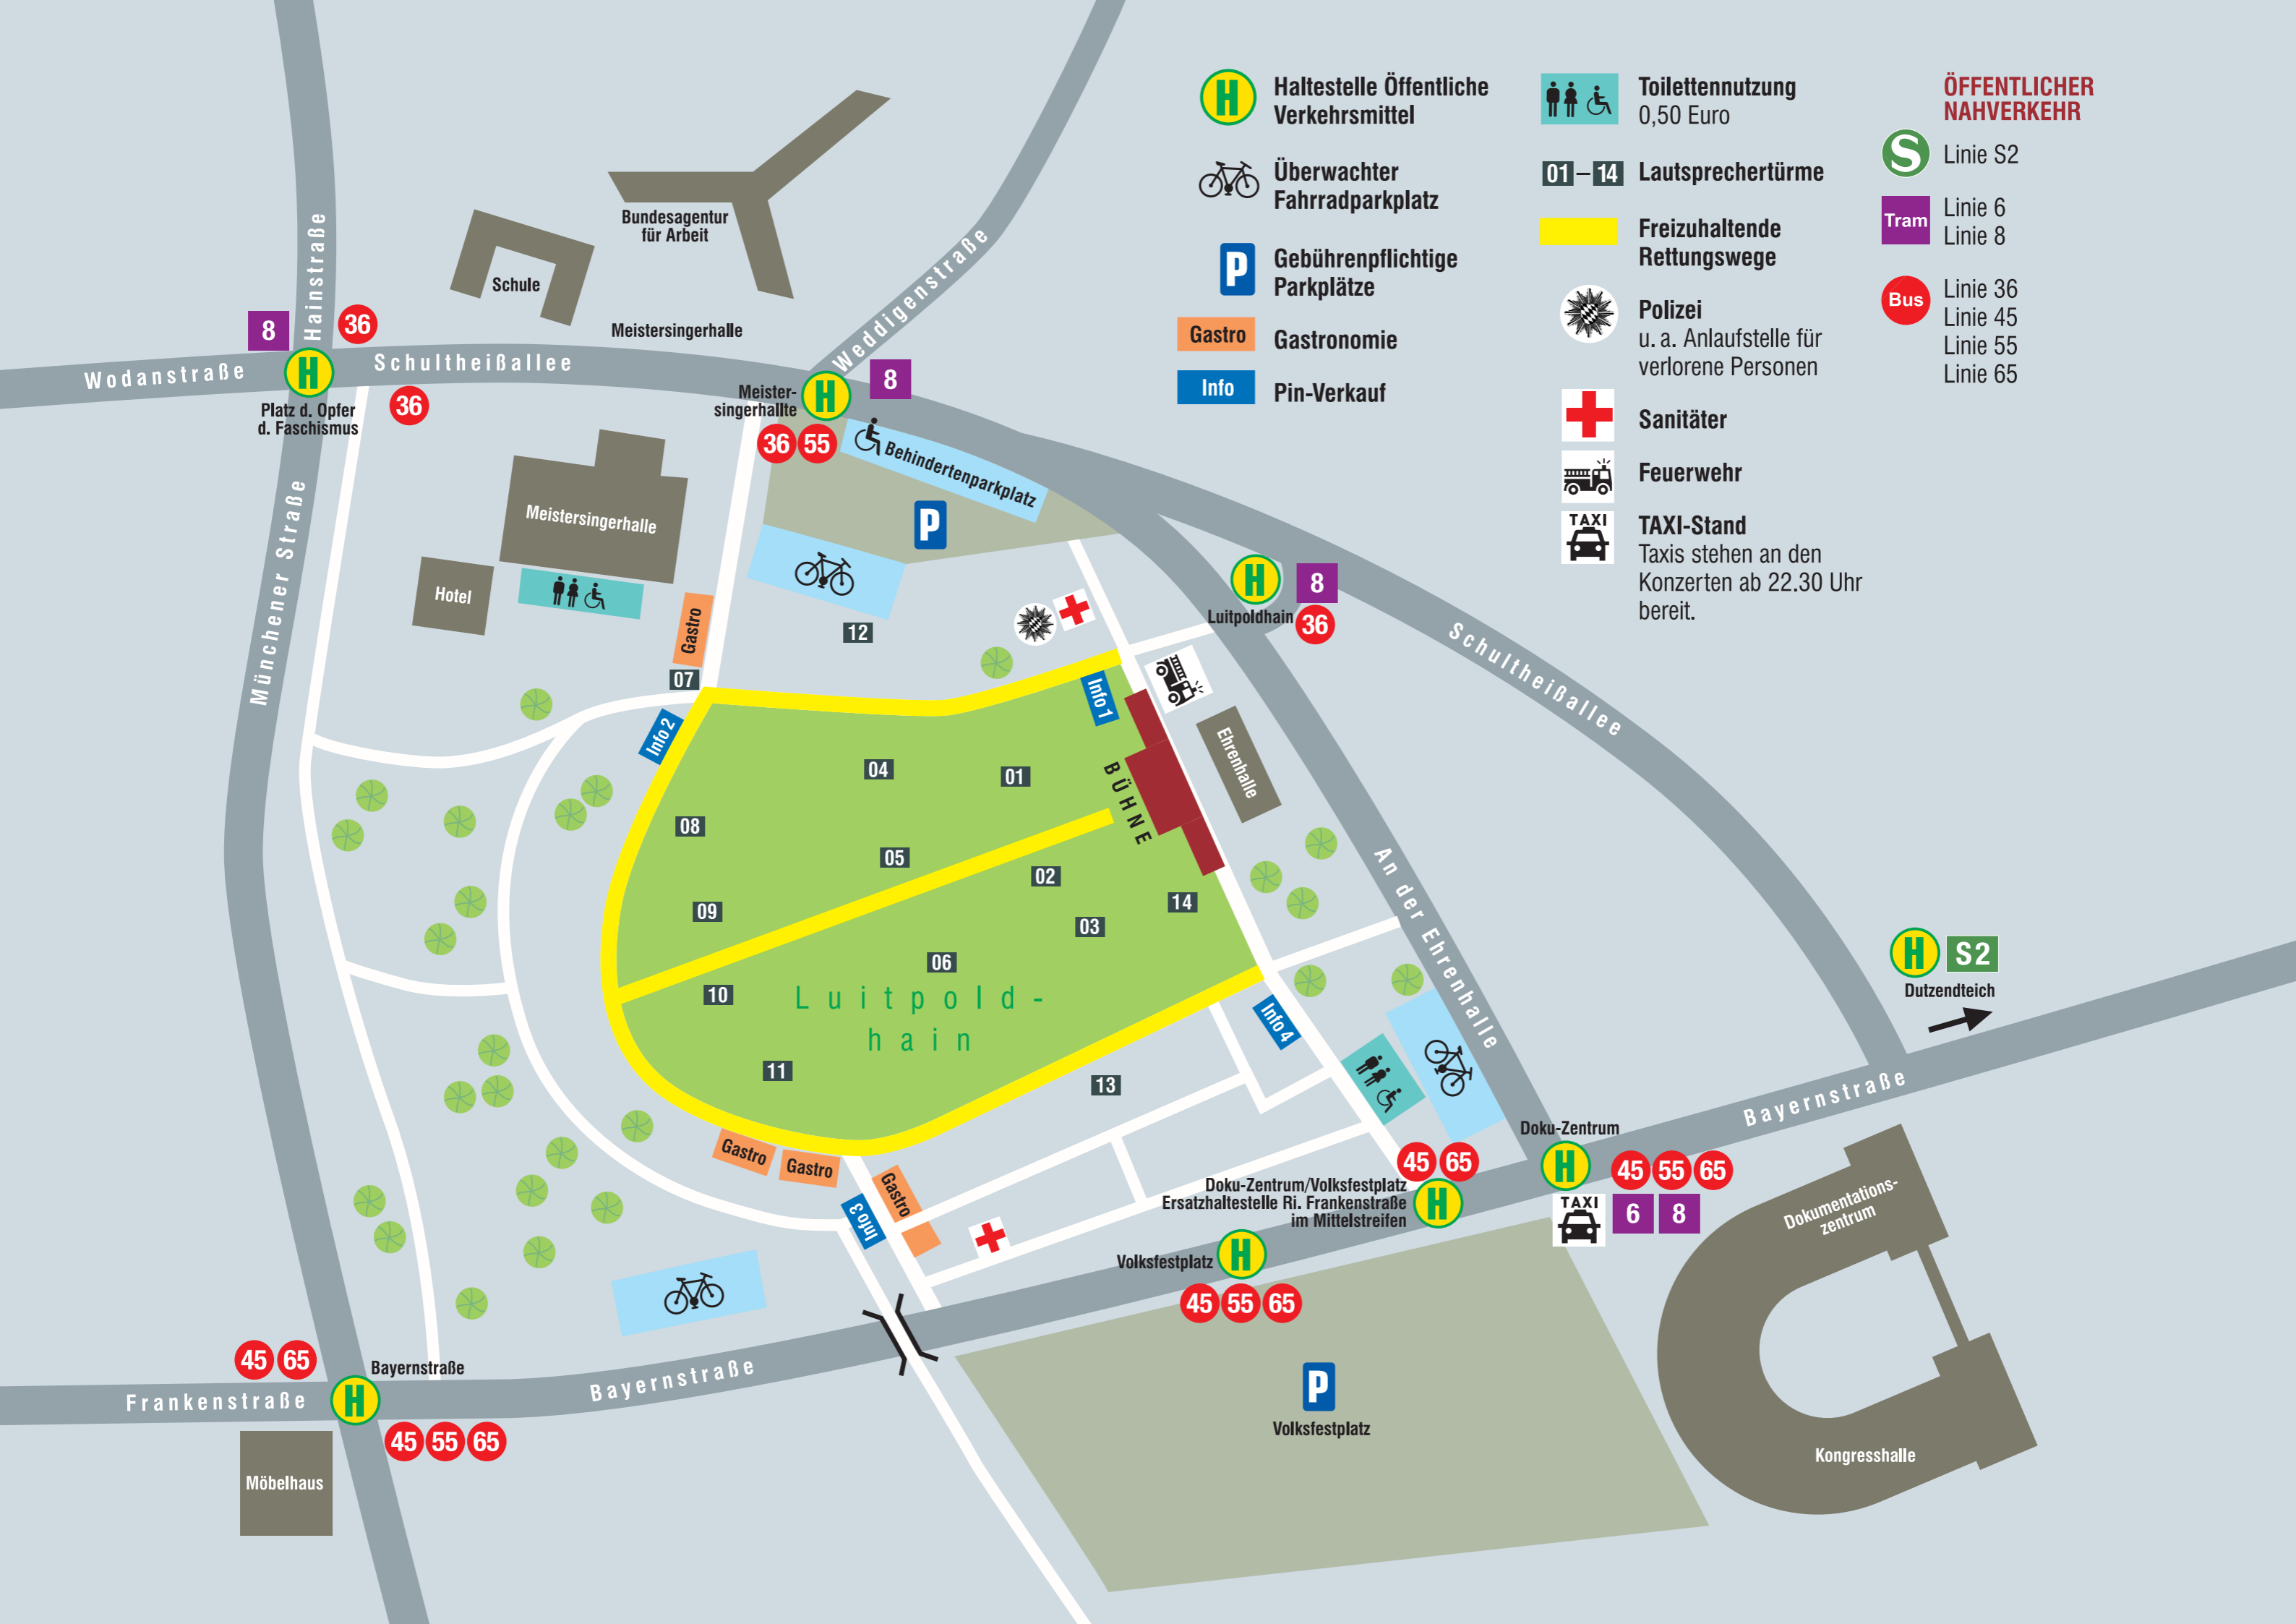 Haltestelle Öffentliche
Verkehrsmittel
Überwachter
Fahrradparkplatz
P
Gebührenpflichtige
Parkplätze
Gastro
Gastronomie
Info
Pin-Verkauf
Toilettennutzung
0,50 Euro
01–14
Lautsprechertürme
Freizuhaltende
Rettungswege
Polizei
u. a. Anlaufstelle für
verlorene Personen
Sanitäter
Feuerwehr
TAXI
TAXI-Stand
Taxis stehen an den
Konzerten ab 22.30 Uhr
bereit.
ÖFFENTLICHER
NAHVERKEHR
S
Linie S2
Tram
Linie 6
Linie 8
Bus
Linie 36
Linie 45
Linie 55
Linie 65
H
Bundesagentur
für Arbeit
Schule
Meistersingerhalle
Hainstraße
Weddigenstraße
8
36
H
Wodanstraße
Schultheißallee
Platz d. Opfer
d. Faschismus
36
Meister-
singerhallte
H
8
36
55
Behindertenparkplatz
P
Münchener Straße
Meistersingerhalle
Hotel
Gastro
12
07
H
8
Luitpoldhain
36
Schultheißallee
Info 1
Info 2
Ehrenhalle
BÜHNE
04
01
08
05
02
09
14
03
06
10
Luitpold-
hain
11
13
An der Ehrenhalle
Info 4
H
S2
Dutzendteich
Bayernstraße
Gastro
Gastro
Gastro
Info 3
Doku-Zentrum
H
45
55
65
TAXI
6
8
45
65
Doku-Zentrum/Volksfestplatz
Ersatzhaltestelle Ri. Frankenstraße
im Mittelstreifen
H
Volksfestplatz
H
45
55
65
Dokumentations-
zentrum
Kongresshalle
P
Volksfestplatz
45
65
Bayernstraße
H
Frankenstraße
Bayernstraße
45
55
65
Möbelhaus